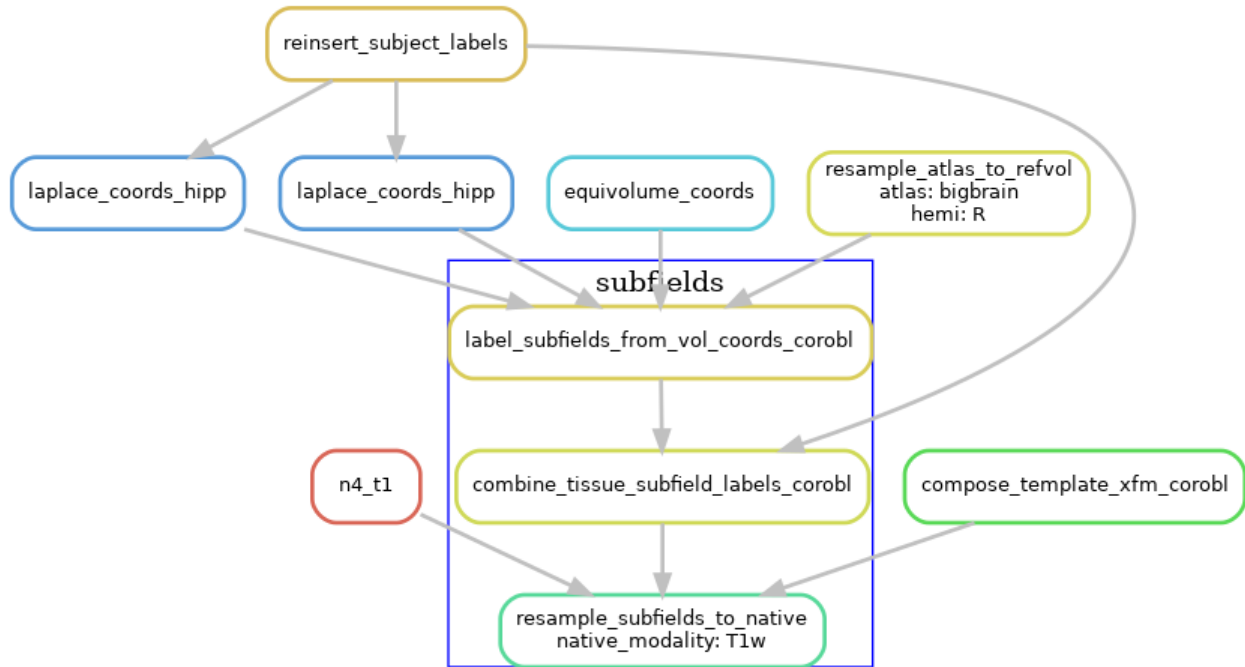 reinsert_subject_labels
laplace_coords_hipp
laplace_coords_hipp
equivolume_coords
resample_atlas_to_refvol
atlas: bigbrain
hemi: R
subfields
label_subfields_from_vol_coords_corobl
n4_t1
combine_tissue_subfield_labels_corobl
compose_template_xfm_corobl
resample_subfields_to_native
native_modality: T1w